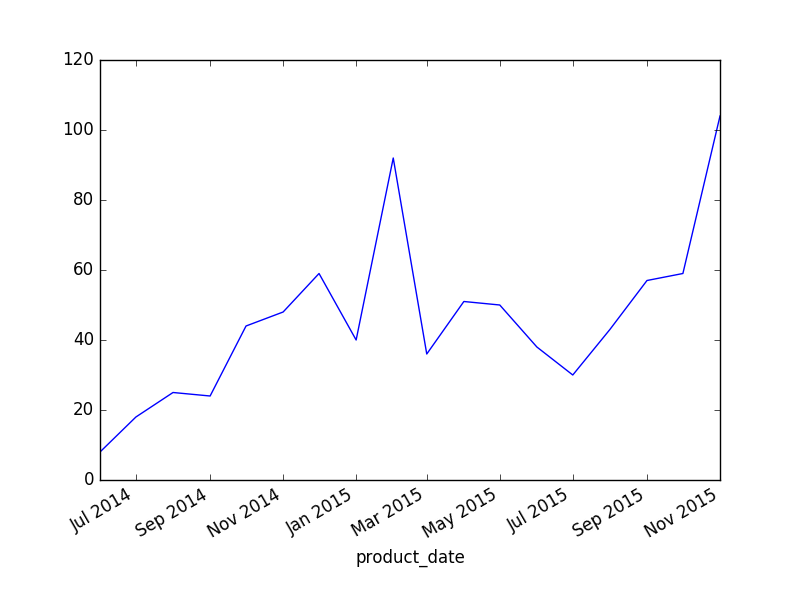 120
100
80
60
40
20
0
Jul 2014
Sep 2014
Nov 2014
Jan 2015
Mar 2015
May 2015
Jul 2015
Sep 2015
Nov 2015
product_date